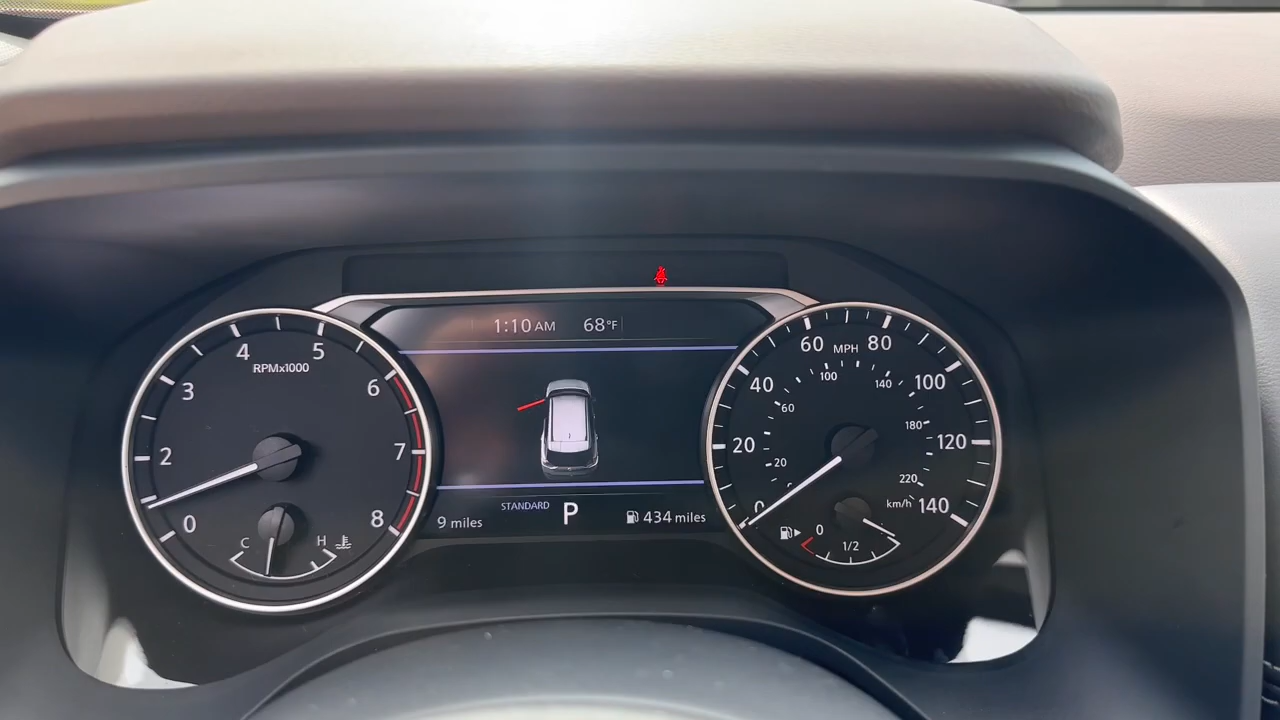 1:10 AM 68°F
4 5
RPMx1000
3 6
2 7
0 8
C H
60 MPH 80
40 100
20 120
0 140
100 140
60
180
20
220
km/h
0
1/2
STANDARD
P
9 miles
434 miles